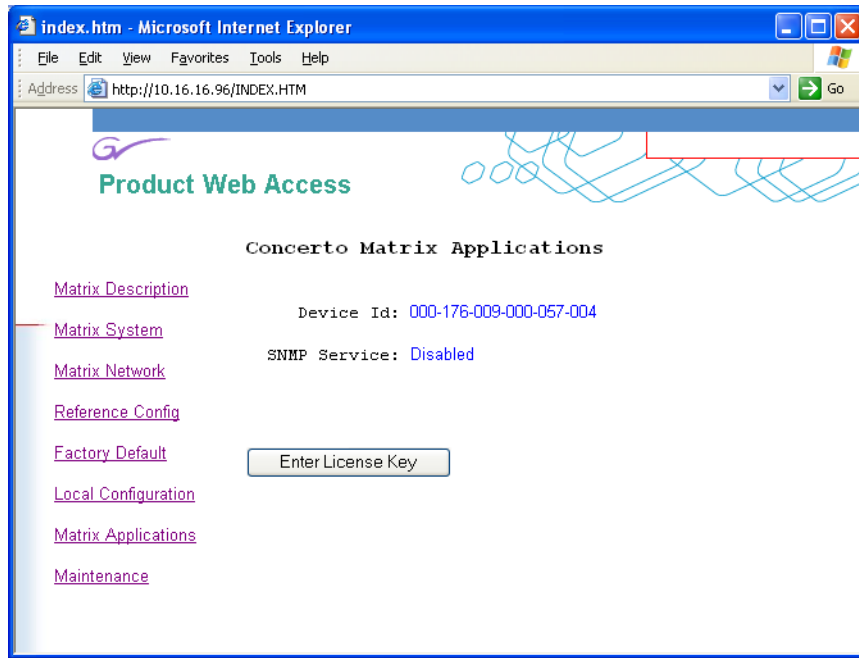 index.htm - Microsoft Internet Explorer
File Edit View Favorites Tools Help
Address http://10.16.16.96/INDEX.HTM Go
Product Web Access
Concerto Matrix Applications
Matrix Description
Device Id: 000-176-009-000-057-004
Matrix System
SNMP Service: Disabled
Matrix Network
Reference Config
Factory Default
Enter License Key
Local Configuration
Matrix Applications
Maintenance